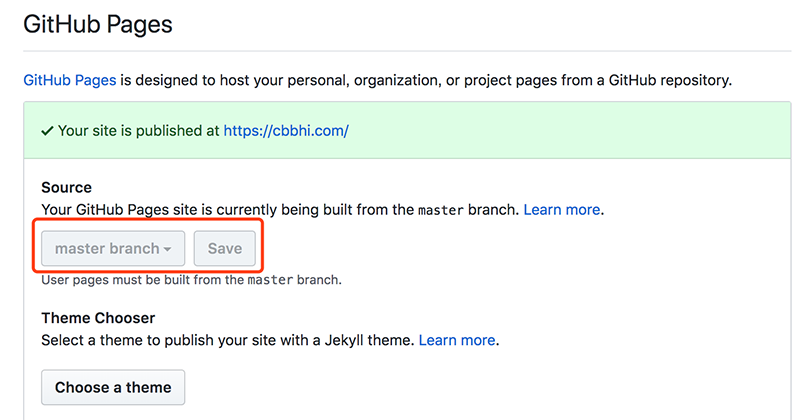 GitHub Pages
GitHub Pages is designed to host your personal, organization, or project pages from a GitHub repository.
✓ Your site is published at https://cbbhi.com/
Source
Your GitHub Pages site is currently being built from the master branch. Learn more.
master branch Save
User pages must be built from the master branch.
Theme Chooser
Select a theme to publish your site with a Jekyll theme. Learn more.
Choose a theme